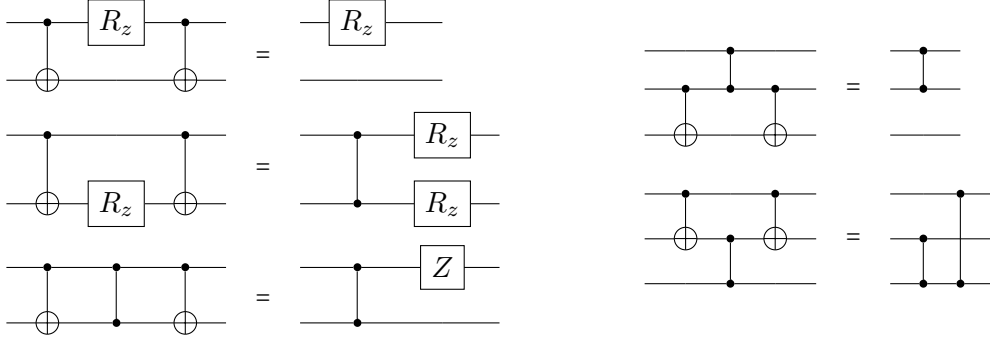 R_z = R_z
=
R_z = R_z
R_z
=
= Z